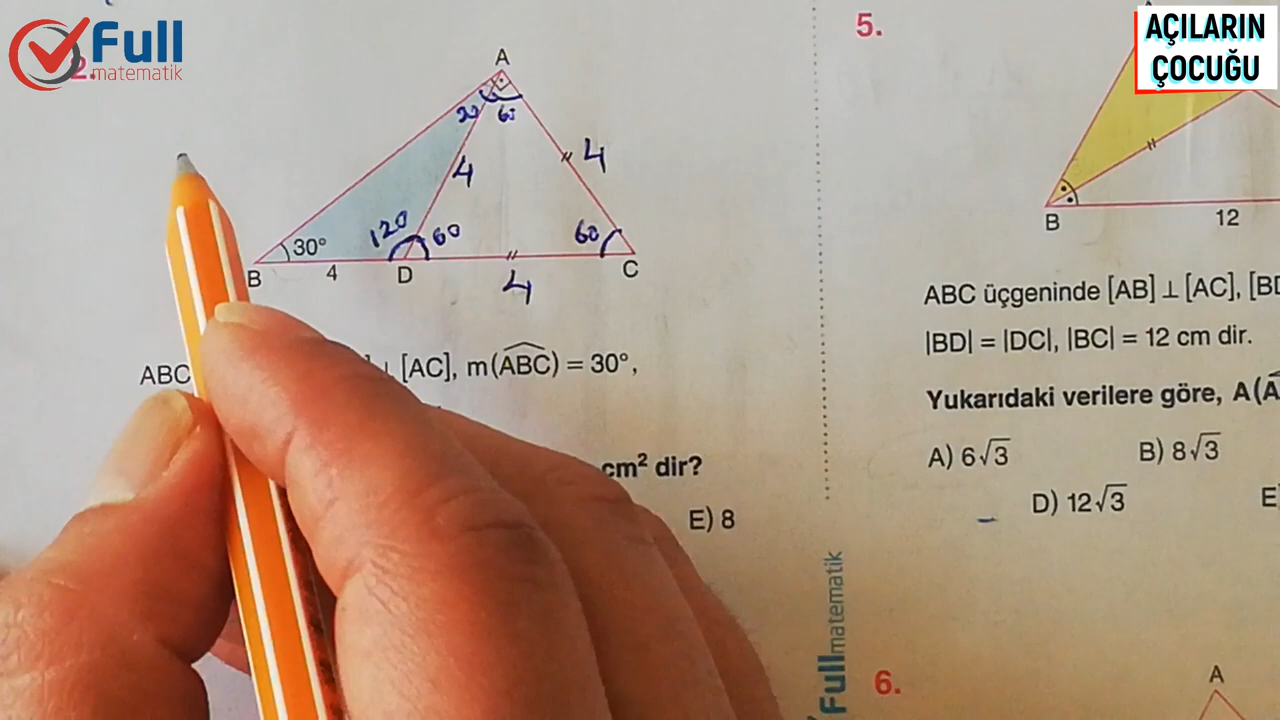 Full
matematik
2.
A
30
60
4
4
30°
120
60
60
B
4
D
C
4
ABC
⊥ [AC], m(ABC) = 30°,
cm² dir?
E) 8
Full matematik
5.
AÇILARIN
ÇOCUĞU
B
12
ABC üçgeninde [AB] ⊥ [AC], [BD
|BD| = |DC|, |BC| = 12 cm dir.
Yukarıdaki verilere göre, A(A
A) 6√3
B) 8√3
D) 12√3
E
6.
A